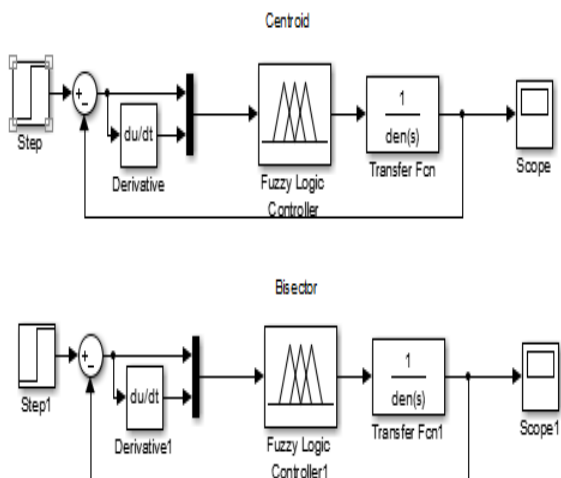 Centroid
Step
+
-
du/dt
Derivative
Fuzzy Logic
Controller
1
den(s)
Transfer Fcn
Scope
Bisector
Step1
+
-
du/dt
Derivative1
Fuzzy Logic
Controller1
1
den(s)
Transfer Fcn1
Scope1